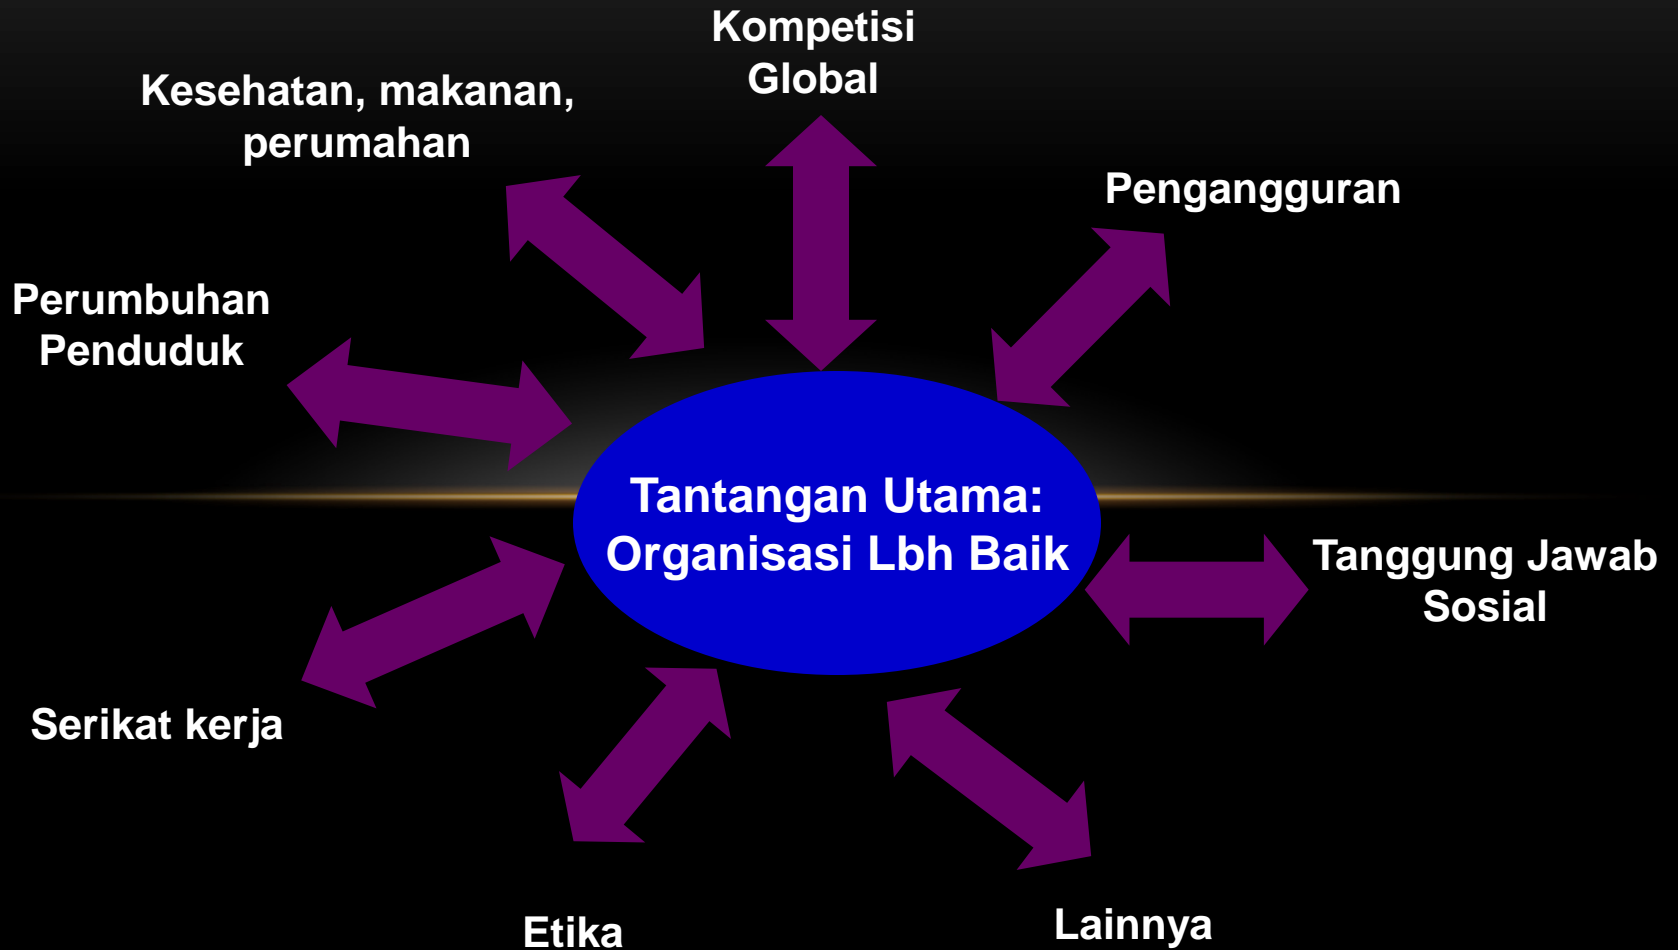 Kompetisi
Global
Kesehatan, makanan,
perumahan
Pengangguran
Perumbuhan
Penduduk
Tantangan Utama:
Organisasi Lbh Baik
Tanggung Jawab
Sosial
Serikat kerja
Etika
Lainnya